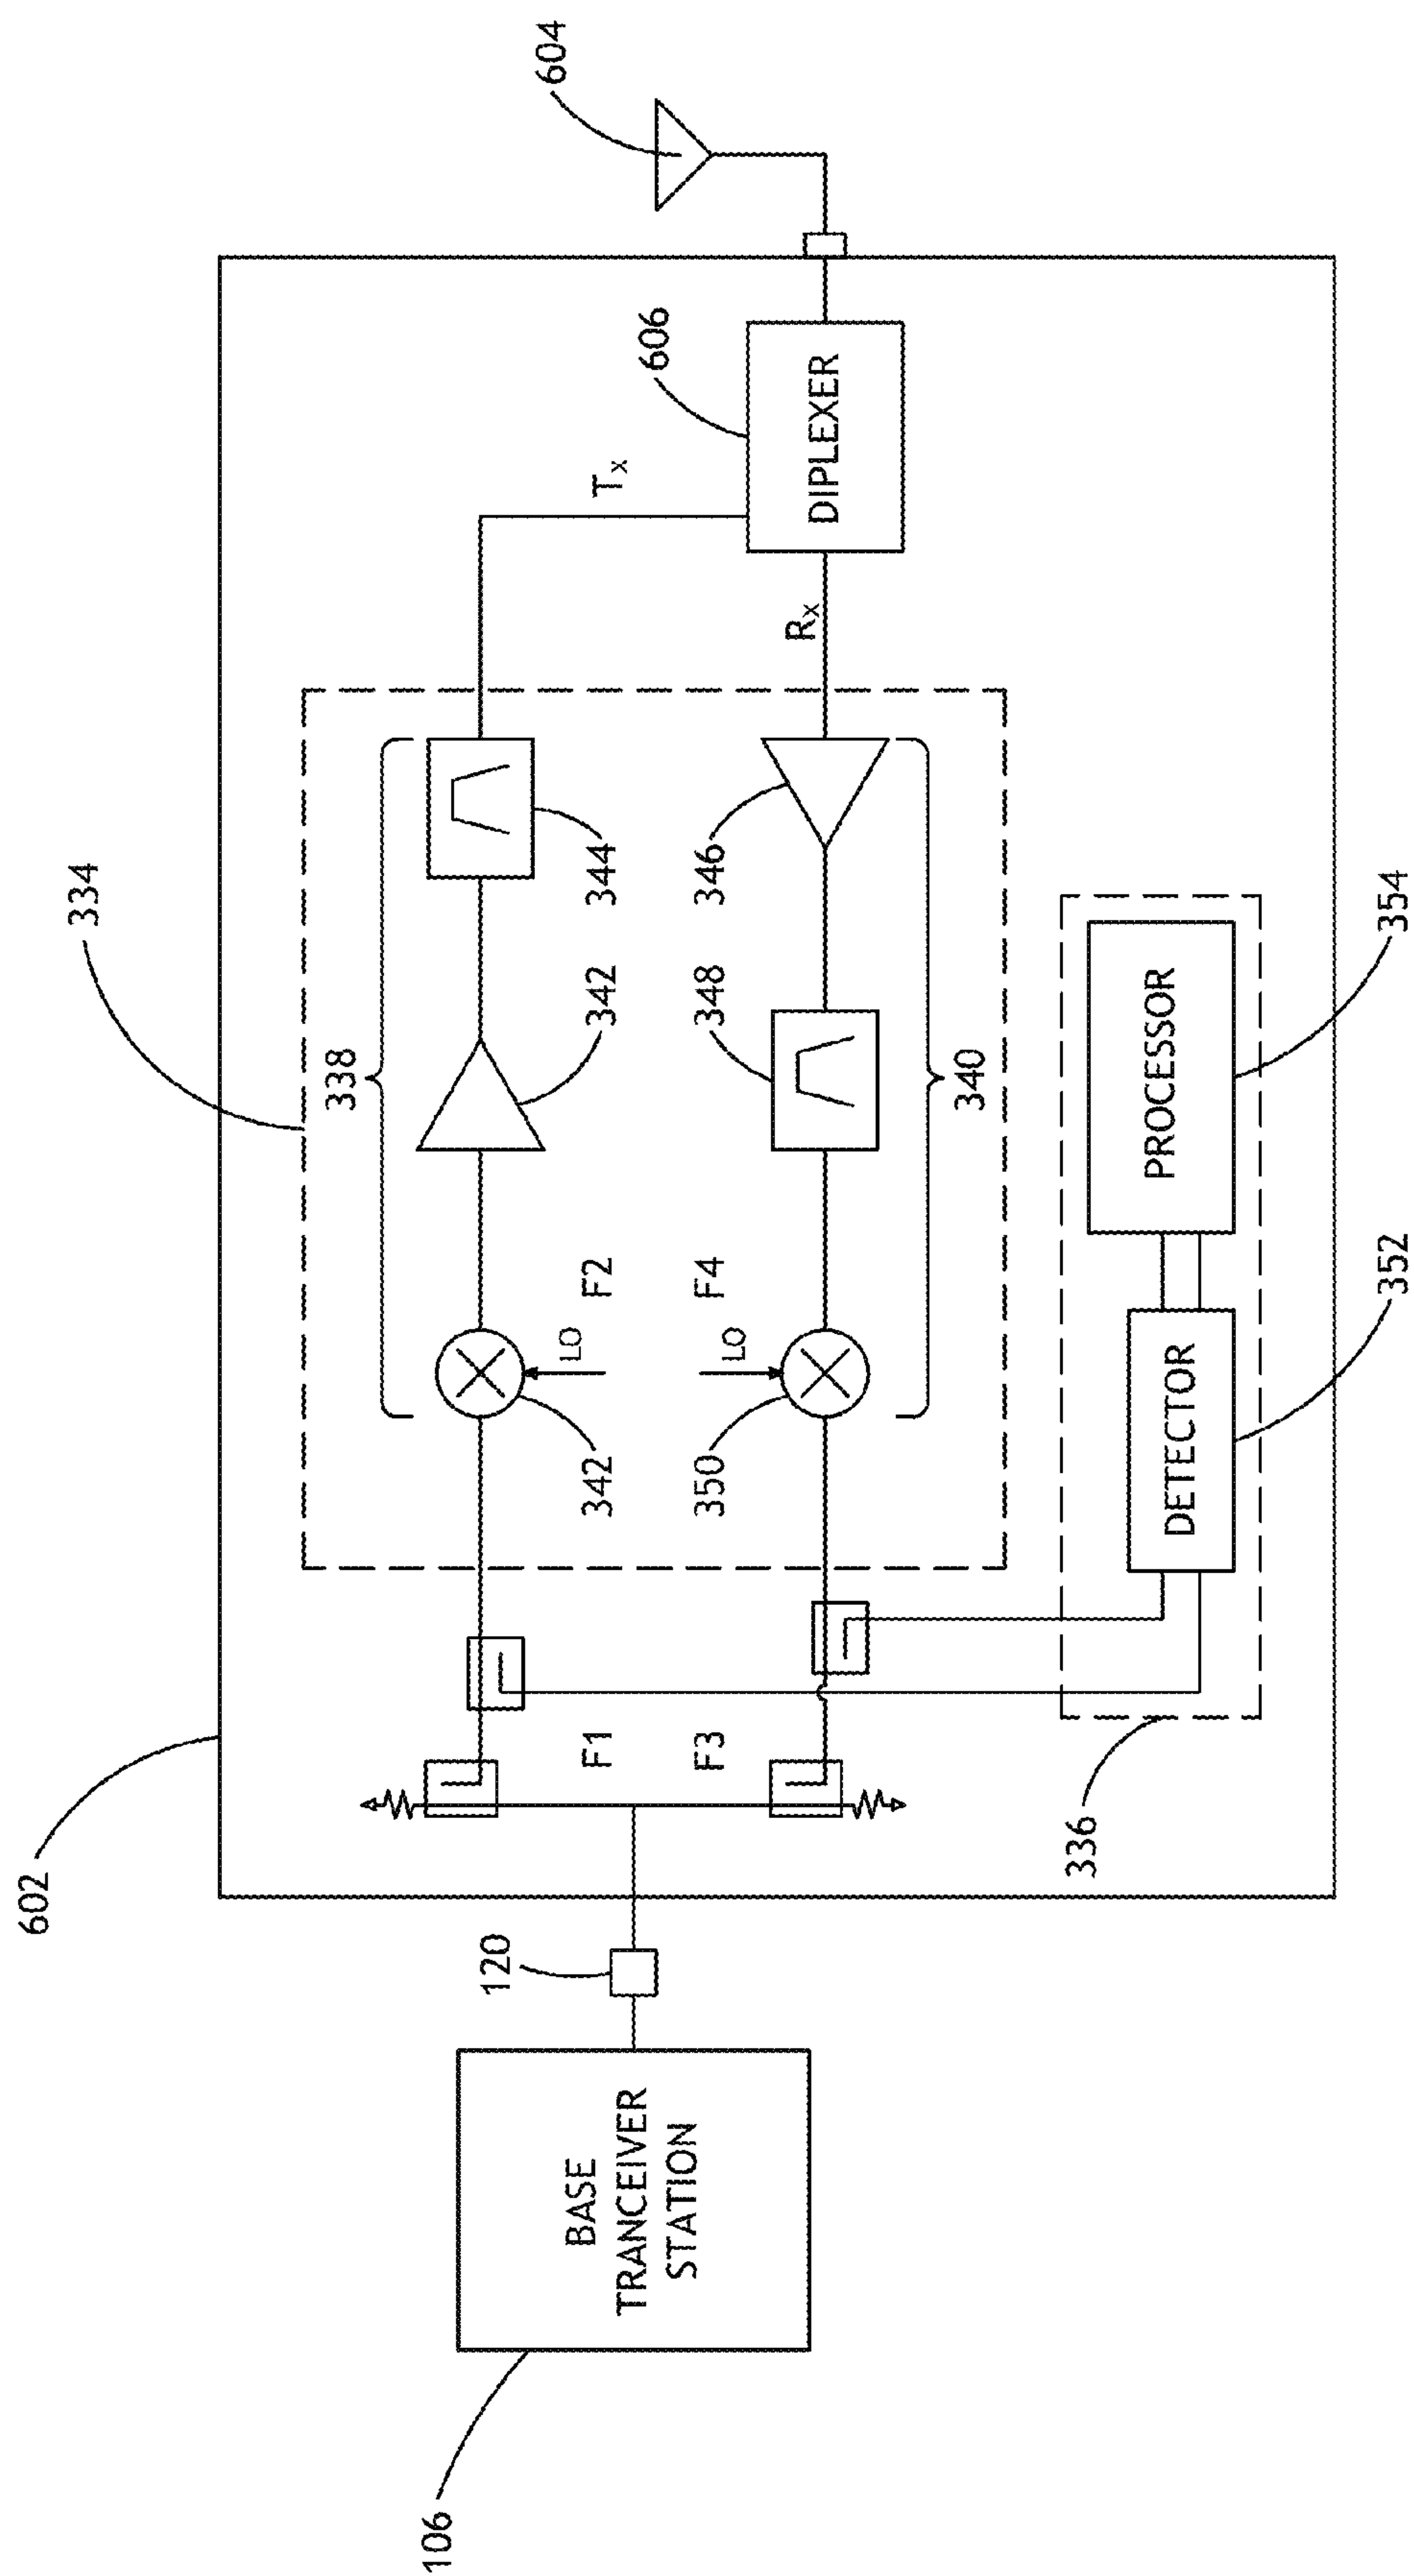 602
334
604
338
344
342
342
LO
F2
Tx
606
DIPLEXER
Rx
F1
F3
120
BASE
TRANCEIVER
STATION
106
F4
LO
350
348
346
340
336
DETECTOR
PROCESSOR
352
354